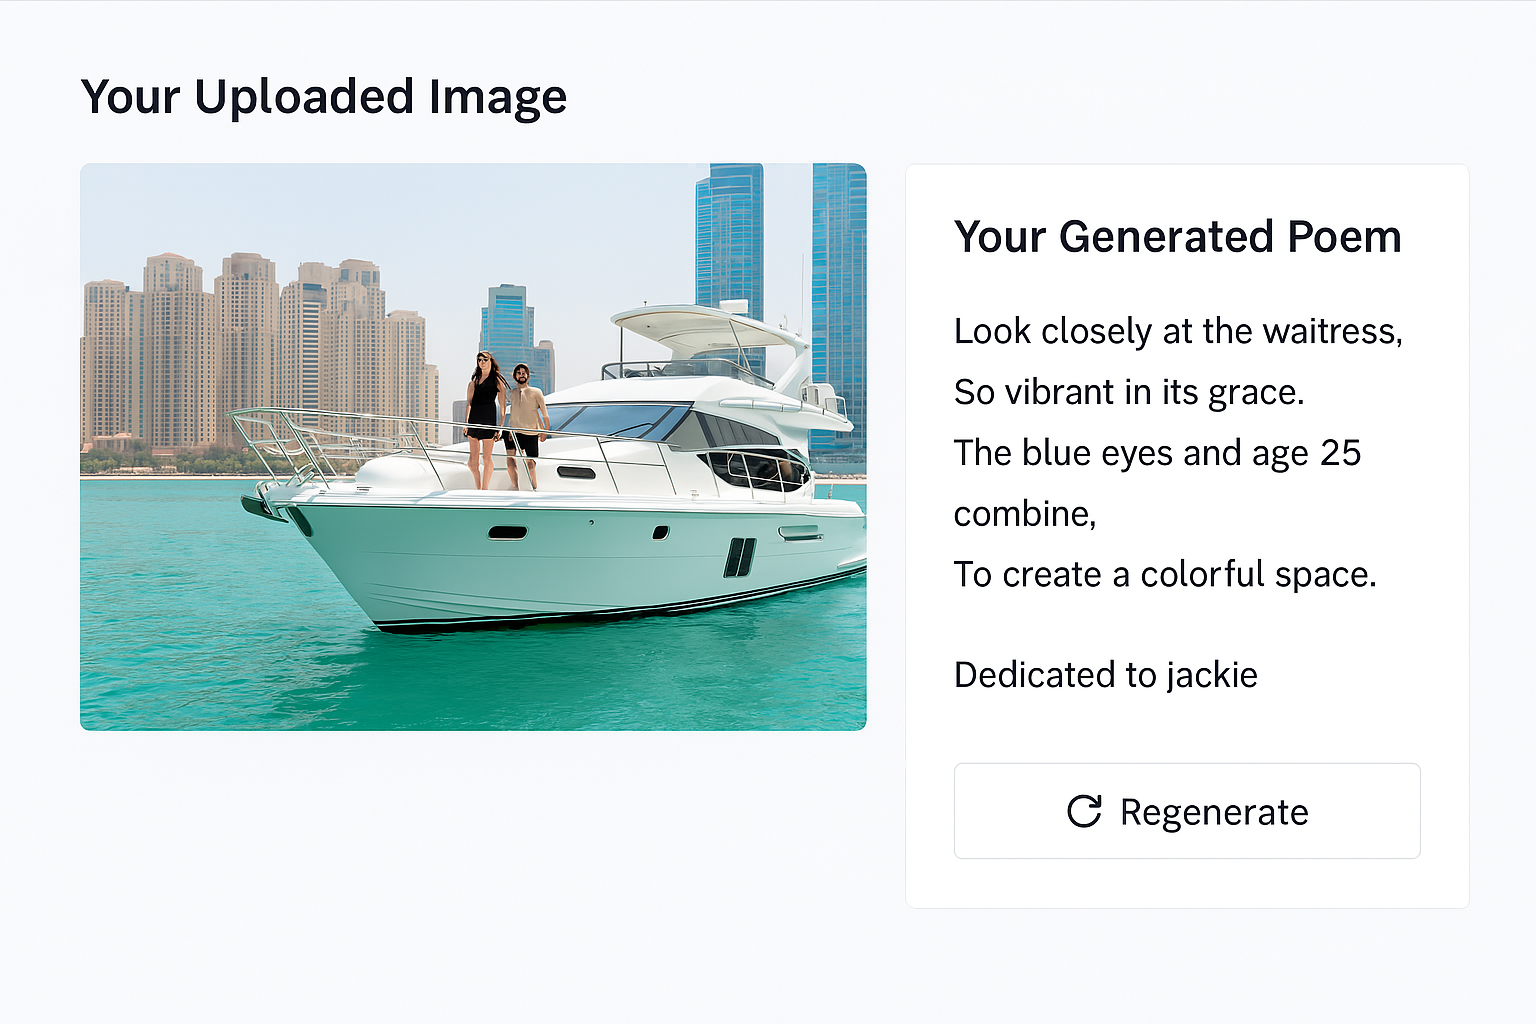 Your Uploaded Image
Your Generated Poem
Look closely at the waitress,
So vibrant in its grace.
The blue eyes and age 25
combine,
To create a colorful space.
Dedicated to jackie
Regenerate